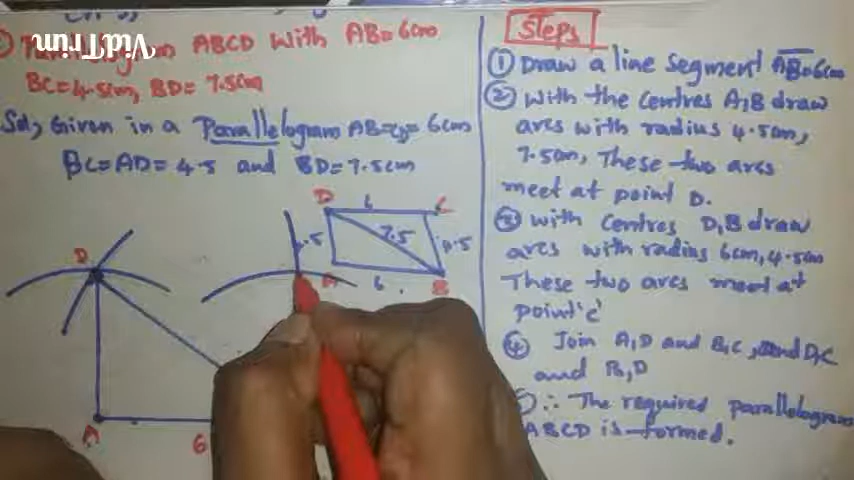 VidTrim
Parallelogram ABCD with AB=6cm
BC=4.5cm, BD=7.5cm
Sol, Given in a Parallelogram AB=CD=6cm
BC=AD=4.5 and BD=7.5cm
D 6 C
4.5 7.5 4.5
A 6 B
D
A
6
Steps
① Draw a line segment AB=6cm
② with the centres A,B draw
arcs with radius 4.5cm,
7.5cm, These two arcs
meet at point D.
③ with centres D,B draw
arcs with radius 6cm,4.5cm
These two arcs meet at
point 'c'
④ Join A,D and B,C, and D,C
and B,D
∴ The required parallelogram
ABCD is formed.